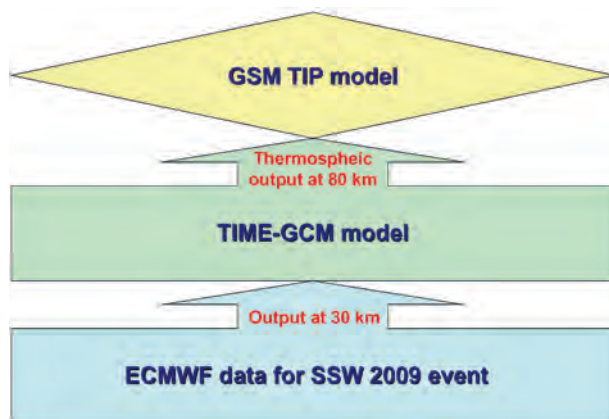 GSM TIP model
Thermospheic
output at 80 km
TIME-GCM model
Output at 30 km
ECMWF data for SSW 2009 event